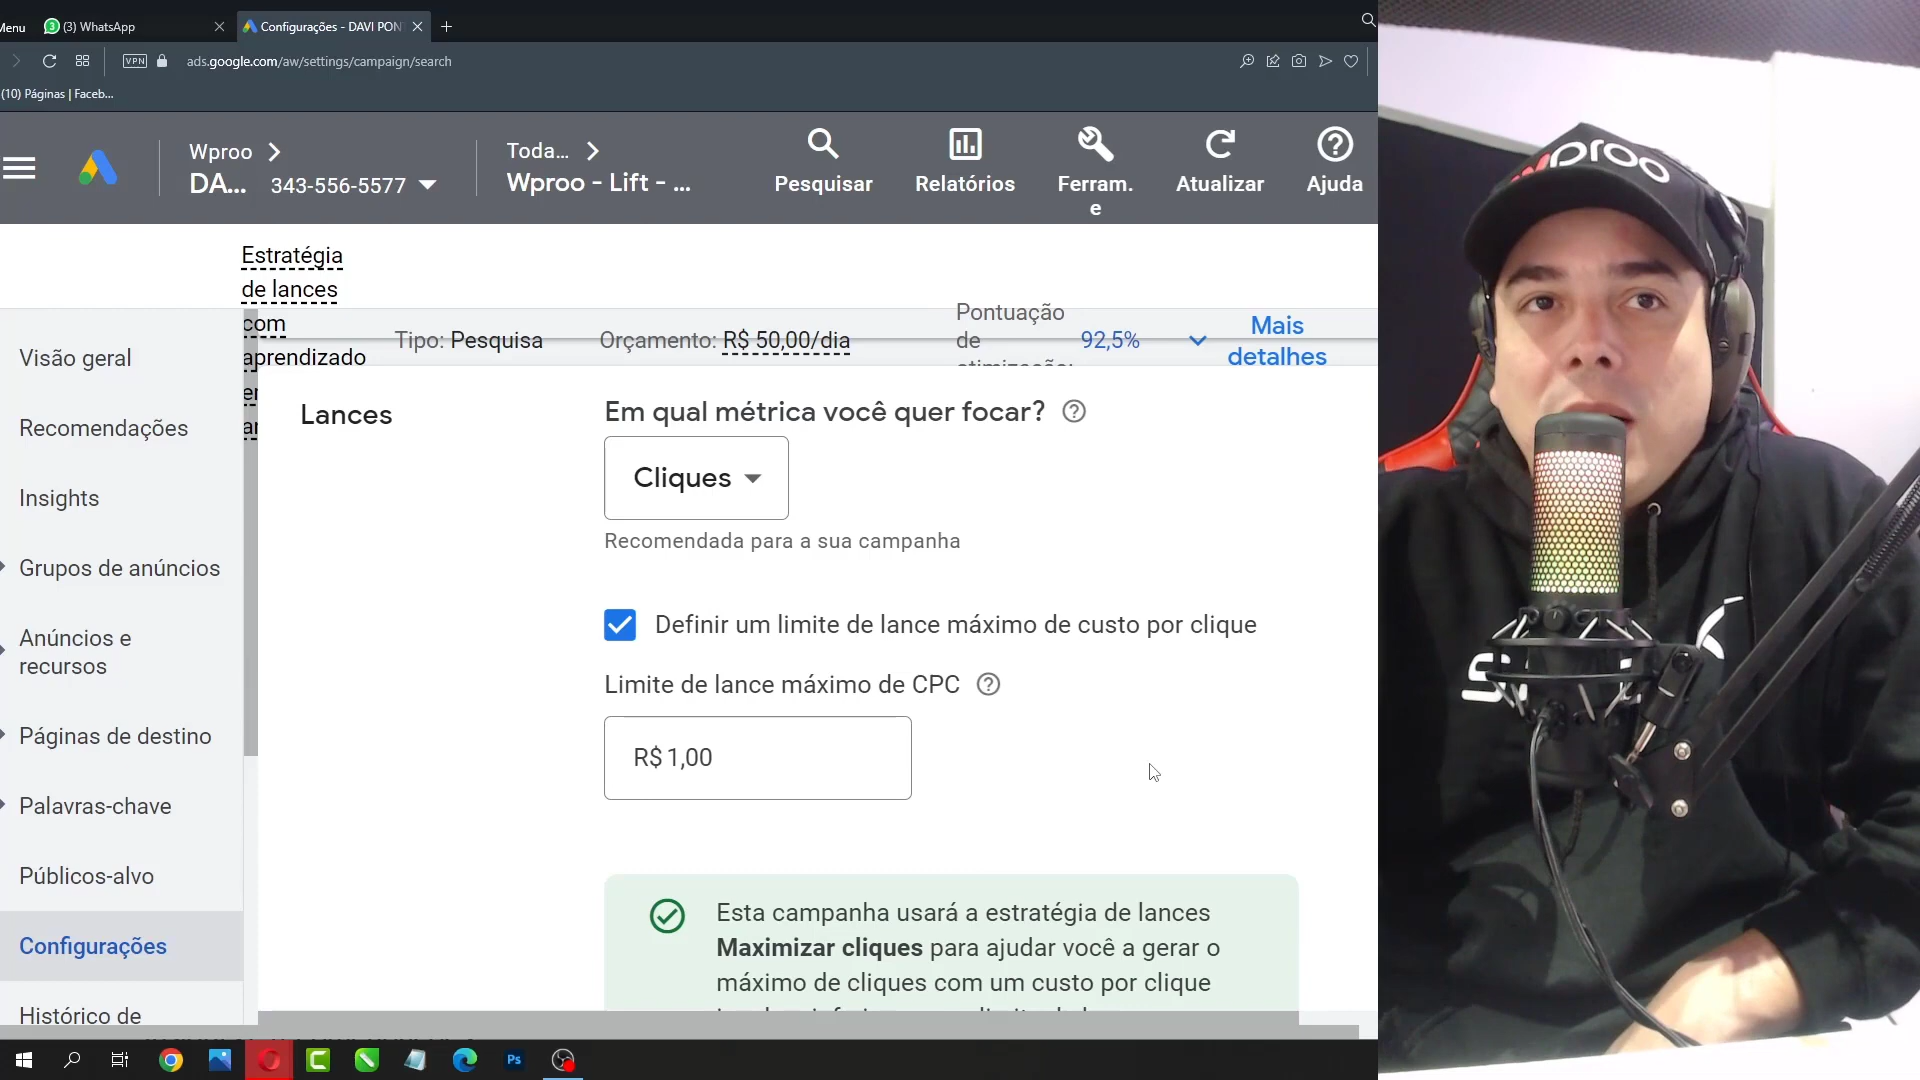 Menu
(3) WhatsApp
Configurações - DAVI PON
VPN
ads.google.com/aw/settings/campaign/search
(10) Páginas | Faceb...
Wproo
DA... 343-556-5577
Toda...
Wproo - Lift - ...
Pesquisar
Relatórios
Ferram.
e
Atualizar
Ajuda
Estratégia
de lances
com
aprendizado
Tipo: Pesquisa
Orçamento: R$ 50,00/dia
Pontuação
de
otimização:
92,5%
Mais
detalhes
Visão geral
Recomendações
Insights
Grupos de anúncios
Anúncios e
recursos
Páginas de destino
Palavras-chave
Públicos-alvo
Configurações
Histórico de
Lances
Em qual métrica você quer focar?
Cliques
Recomendada para a sua campanha
Definir um limite de lance máximo de custo por clique
Limite de lance máximo de CPC
R$ 1,00
Esta campanha usará a estratégia de lances
Maximizar cliques para ajudar você a gerar o
máximo de cliques com um custo por clique
Ps
wproo